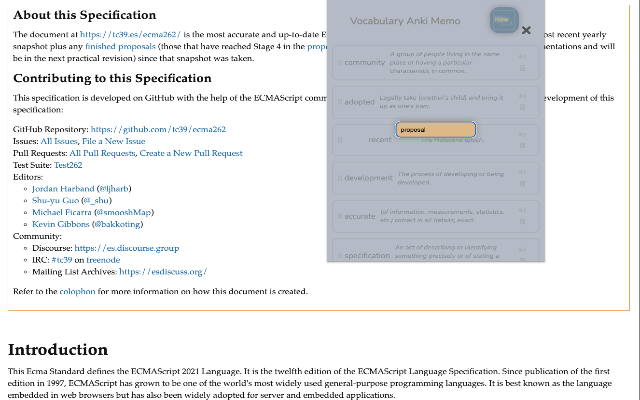 About this Specification
The document at https://tc39.es/ecma262/ is the most accurate and up-to-date E
ost recent yearly
snapshot plus any finished proposals (those that have reached Stage 4 in the prop
entations and will
be in the next practical revision) since that snapshot was taken.
Contributing to this Specification
This specification is developed on GitHub with the help of the ECMAScript comm
evelopment of this
specification:
GitHub Repository: https://github.com/tc39/ecma262
Issues: All Issues, File a New Issue
Pull Requests: All Pull Requests, Create a New Pull Request
Test Suite: Test262
Editors:
Jordan Harband (@ljharb)
Shu-yu Guo (@_shu)
Michael Ficarra (@smooshMap)
Kevin Gibbons (@bakkoting)
Community:
Discourse: https://es.discourse.group
IRC: #tc39 on freenode
Mailing List Archives: https://esdiscuss.org/
Refer to the colophon for more information on how this document is created.
Vocabulary Anki Memo
New
community
A group of people living in the same
place or having a particular
characteristic in common.
adopted
Legally take (another's child) and bring it
up as one's own.
proposal
recent
development
The process of developing or being
developed.
accurate
(of information, measurements, statistics,
etc.) correct in all details; exact.
specification
An act of describing or identifying
something precisely or of stating a
Introduction
This Ecma Standard defines the ECMAScript 2021 Language. It is the twelfth edition of the ECMAScript Language Specification. Since publication of the first
edition in 1997, ECMAScript has grown to be one of the world's most widely used general-purpose programming languages. It is best known as the language
embedded in web browsers but has also been widely adopted for server and embedded applications.